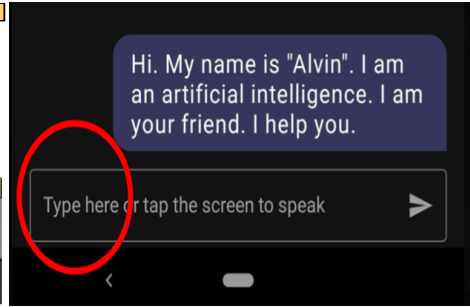 Hi. My name is "Alvin". I am
an artificial intelligence. I am
your friend. I help you.
Type here or tap the screen to speak